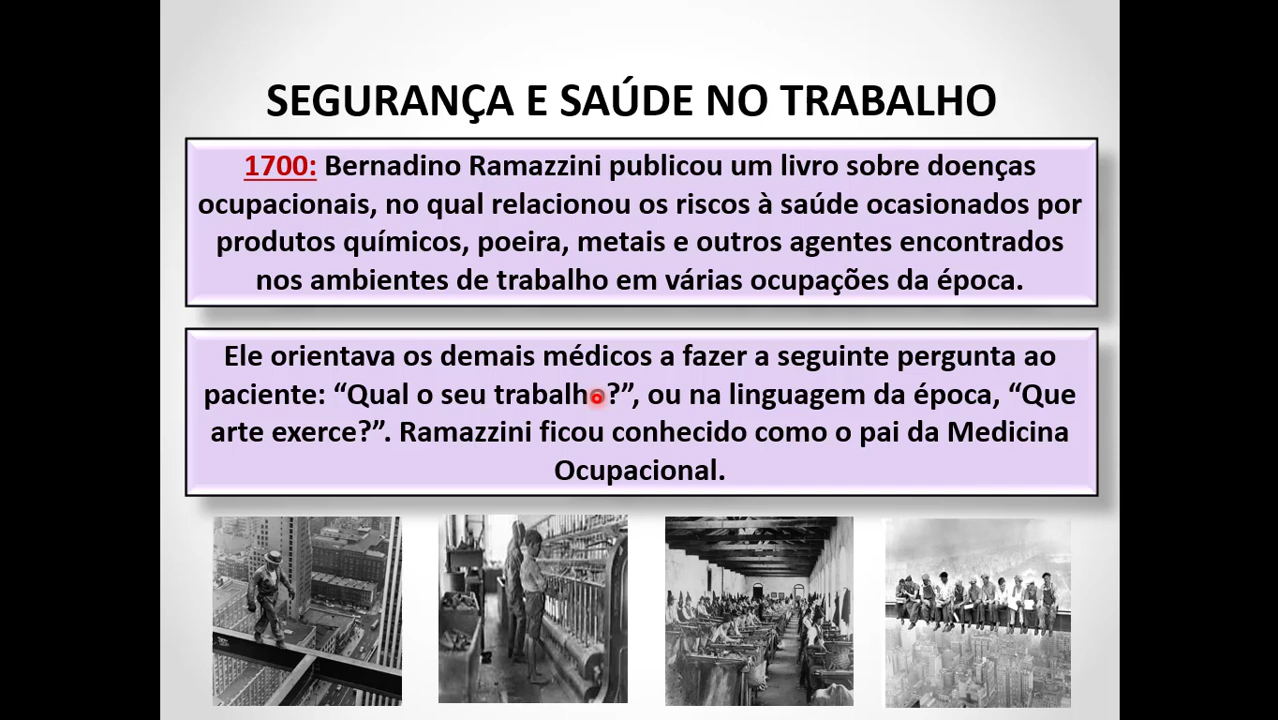 SEGURANÇA E SAÚDE NO TRABALHO
1700: Bernadino Ramazzini publicou um livro sobre doenças
ocupacionais, no qual relacionou os riscos à saúde ocasionados por
produtos químicos, poeira, metais e outros agentes encontrados
nos ambientes de trabalho em várias ocupações da época.
Ele orientava os demais médicos a fazer a seguinte pergunta ao
paciente: “Qual o seu trabalho?”, ou na linguagem da época, “Que
arte exerce?”. Ramazzini ficou conhecido como o pai da Medicina
Ocupacional.